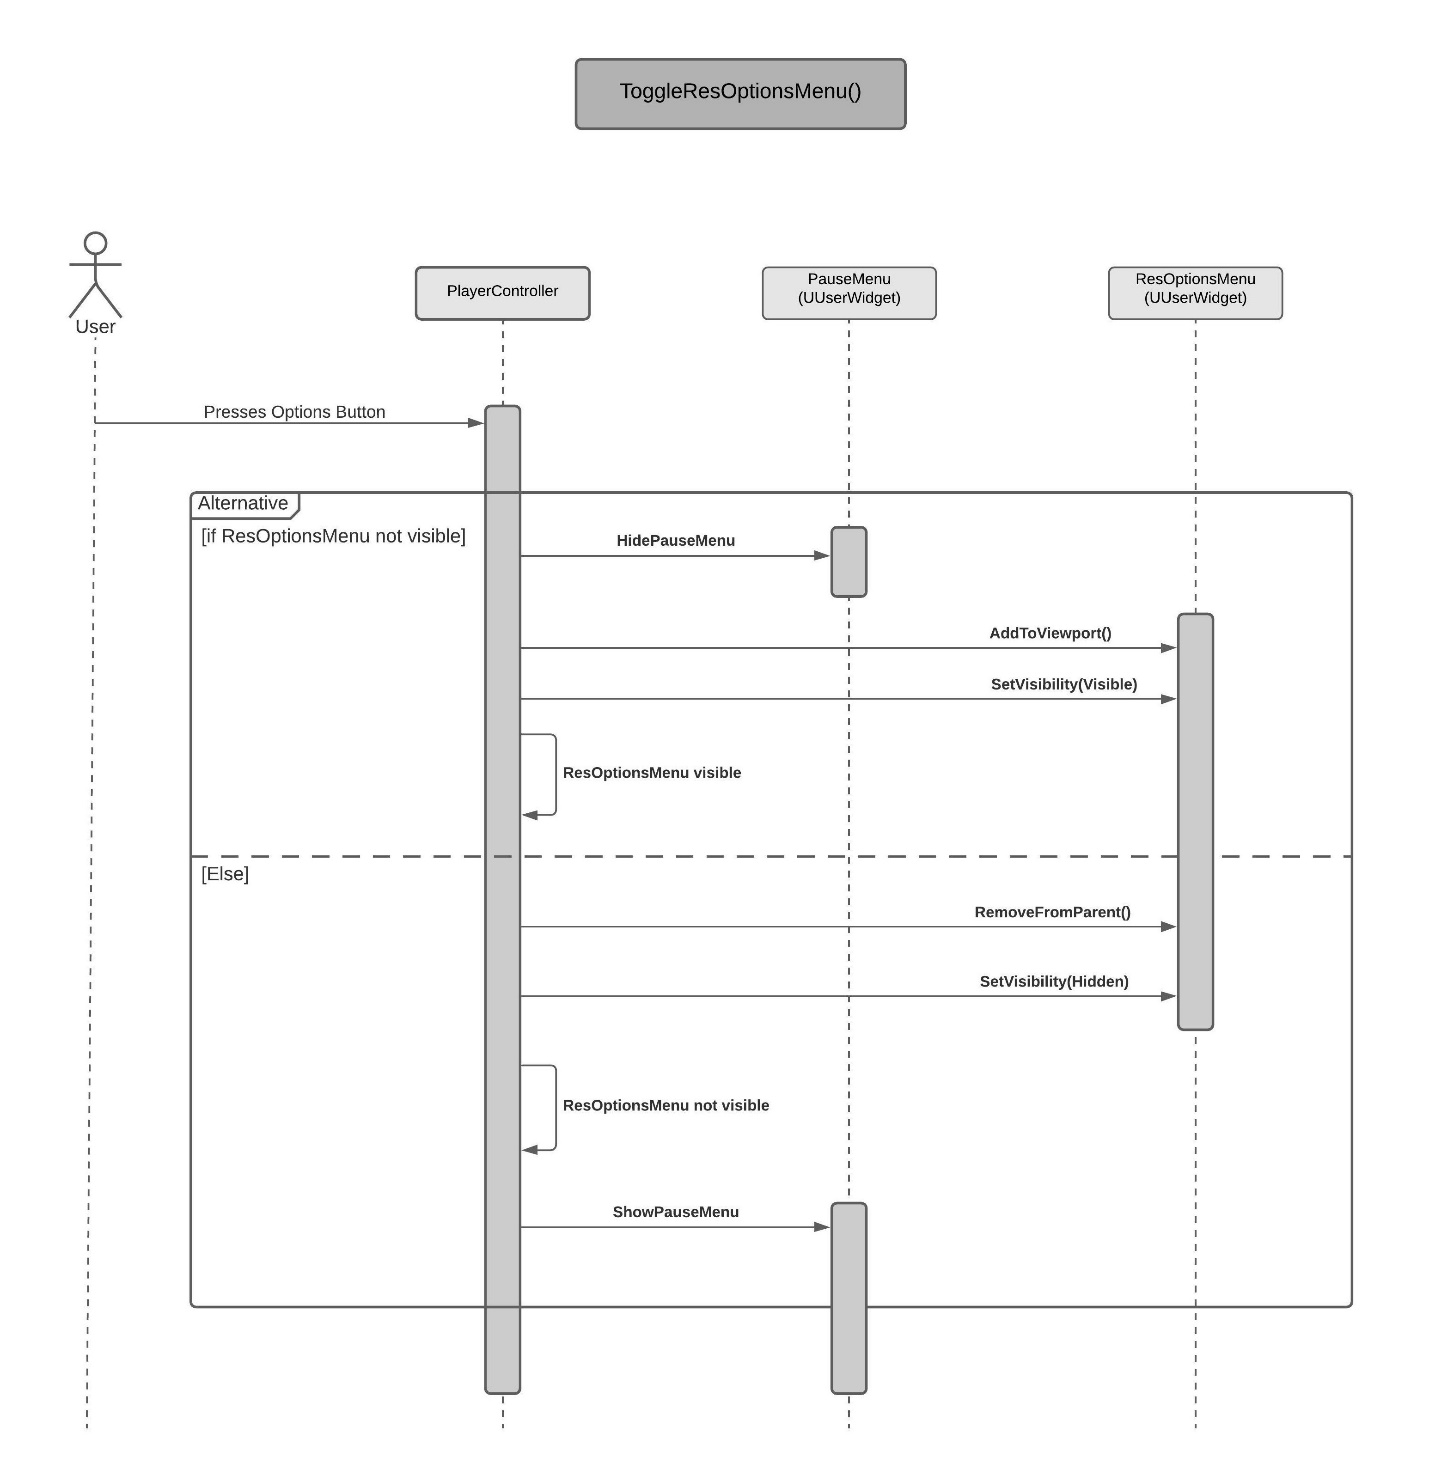 ToggleResOptionsMenu()
User
PlayerController
PauseMenu
(UUserWidget)
ResOptionsMenu
(UUserWidget)
Presses Options Button
Alternative
[if ResOptionsMenu not visible]
HidePauseMenu
AddToViewport()
SetVisibility(Visible)
ResOptionsMenu visible
[Else]
RemoveFromParent()
SetVisibility(Hidden)
ResOptionsMenu not visible
ShowPauseMenu